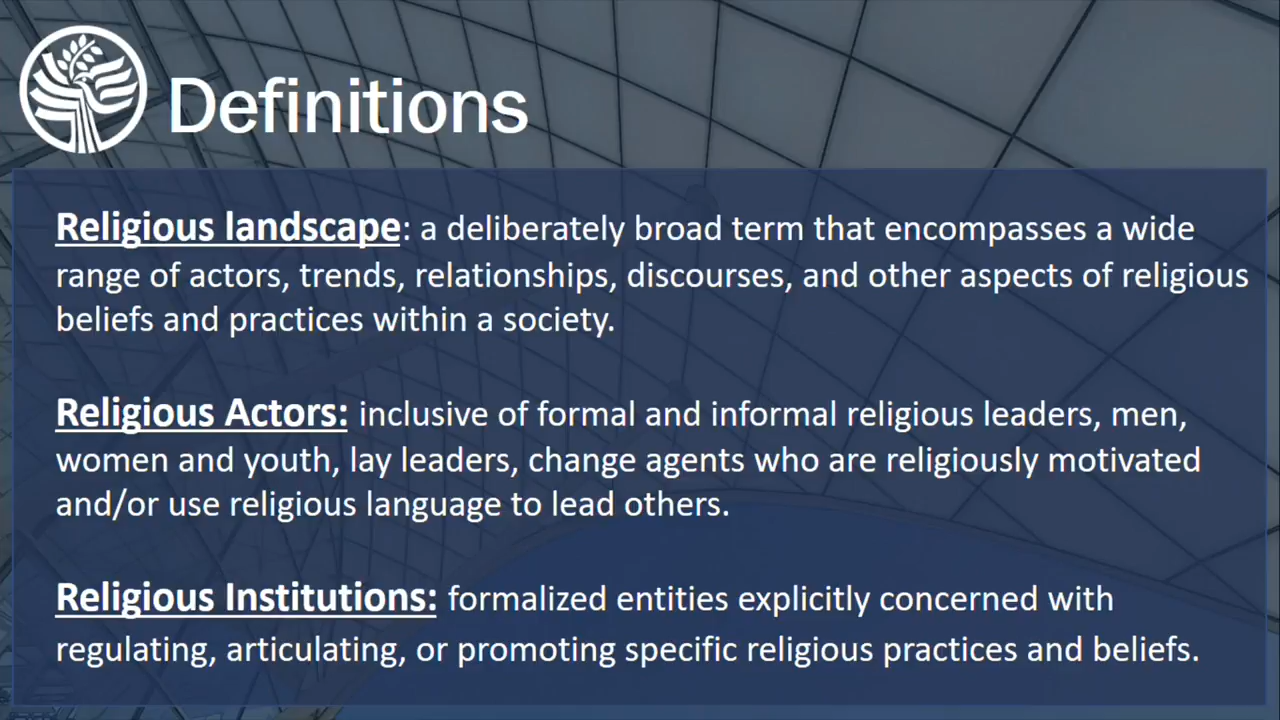 Definitions
Religious landscape: a deliberately broad term that encompasses a wide
range of actors, trends, relationships, discourses, and other aspects of religious
beliefs and practices within a society.
Religious Actors: inclusive of formal and informal religious leaders, men,
women and youth, lay leaders, change agents who are religiously motivated
and/or use religious language to lead others.
Religious Institutions: formalized entities explicitly concerned with
regulating, articulating, or promoting specific religious practices and beliefs.